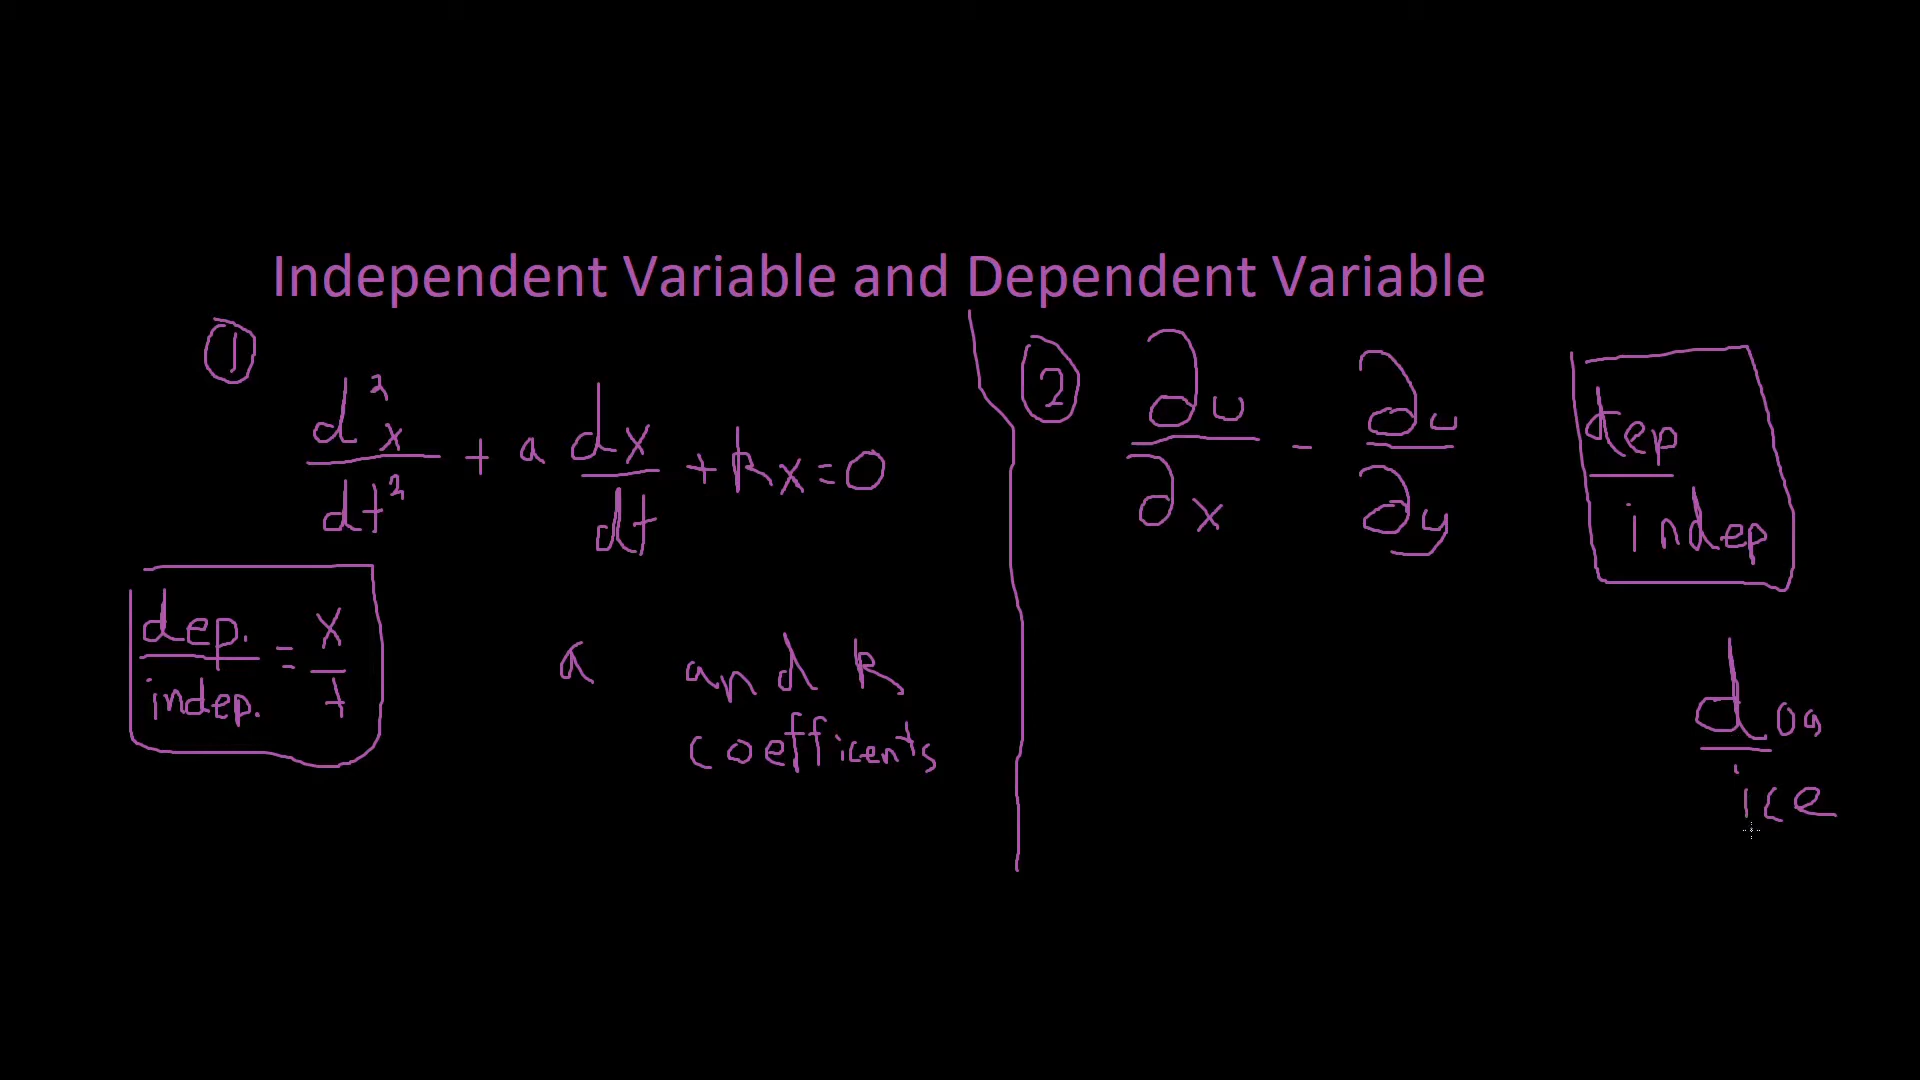 Independent Variable and Dependent Variable
①
d²x/dt² + a dx/dt + kx = 0
dep./indep. = x/t
a and k
coefficents
②
∂u/∂x - ∂u/∂y
dep
indep
ice